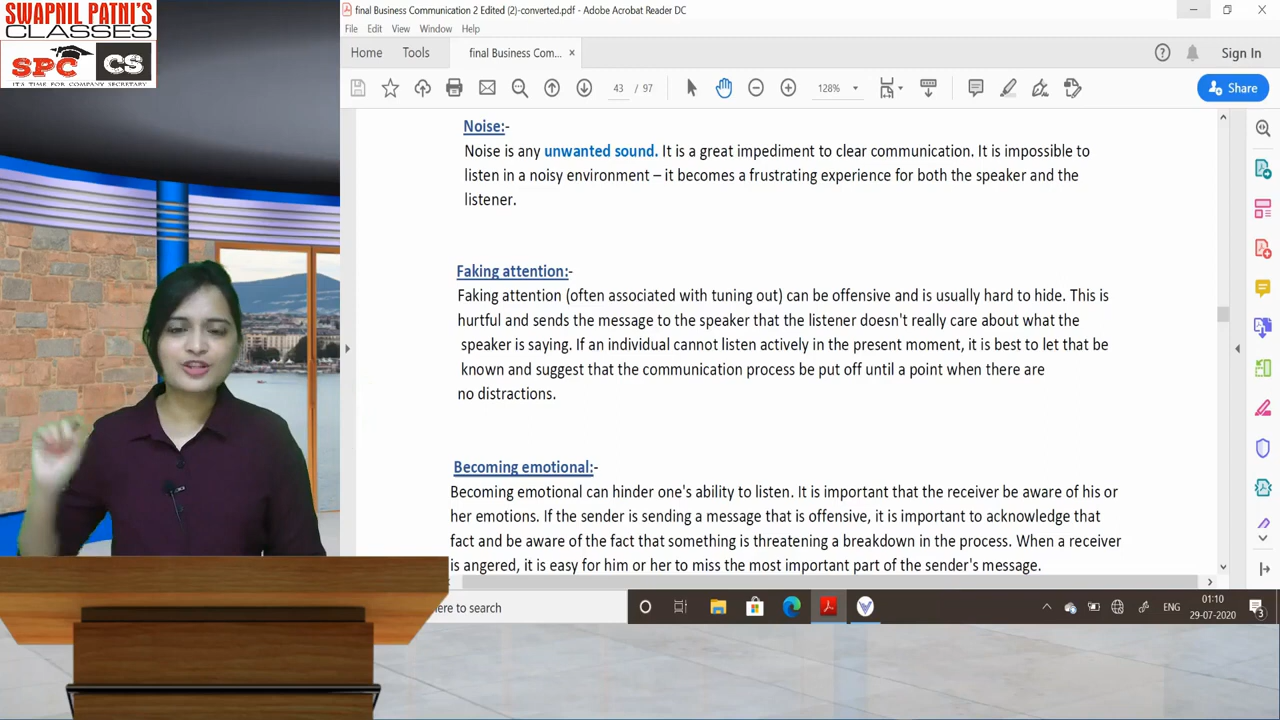 SWAPNIL PATNI'S
CLASSES
SPC CS
IT'S TIME FOR COMPANY SECRETARY
final Business Communication 2 Edited (2)-converted.pdf - Adobe Acrobat Reader DC
File Edit View Window Help
Home Tools final Business Com... × Sign In
43 / 97 128% Share
Noise:-
Noise is any unwanted sound. It is a great impediment to clear communication. It is impossible to
listen in a noisy environment – it becomes a frustrating experience for both the speaker and the
listener.
Faking attention:-
Faking attention (often associated with tuning out) can be offensive and is usually hard to hide. This is
hurtful and sends the message to the speaker that the listener doesn't really care about what the
speaker is saying. If an individual cannot listen actively in the present moment, it is best to let that be
known and suggest that the communication process be put off until a point when there are
no distractions.
Becoming emotional:-
Becoming emotional can hinder one's ability to listen. It is important that the receiver be aware of his or
her emotions. If the sender is sending a message that is offensive, it is important to acknowledge that
fact and be aware of the fact that something is threatening a breakdown in the process. When a receiver
is angered, it is easy for him or her to miss the most important part of the sender's message.
ere to search
ENG
01:10
29-07-2020
3